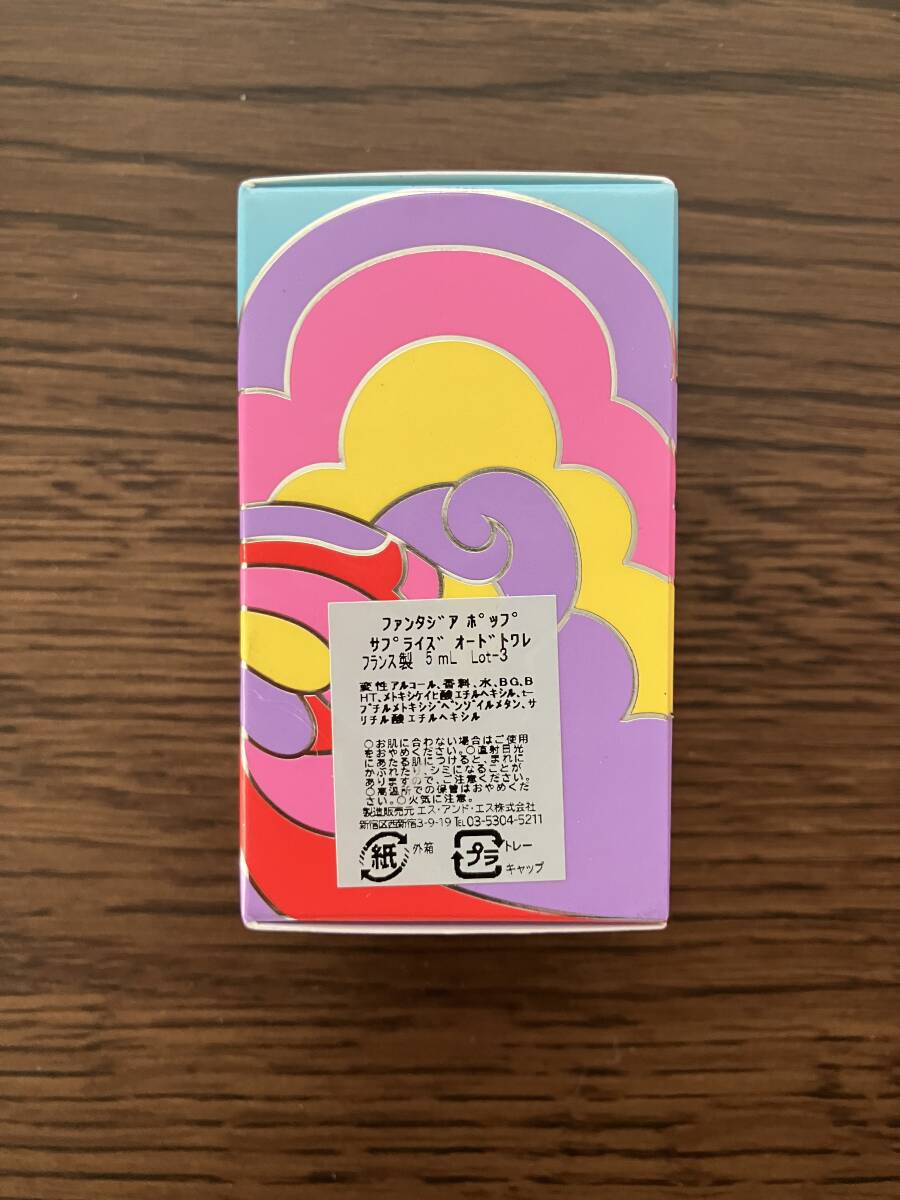 ファンタジア ポップ
サプライズ オードトワレ
フランス製 5mL Lot-3
変性アルコール、香料、水、BG、B
HT、メトキシケイヒ酸エチルヘキシル、t-
ブチルメトキシジベンゾイルメタン、サ
リチル酸エチルヘキシル
○お肌に合わない場合はご使用
をおやめください。○直射日光
にあたる肌につけると、まれに
かぶれたり、シミになることが
ありますので、ご注意ください。
○高温所での保管はおやめくだ
さい。○火気に注意。
製造販売元 エス・アンド・エス株式会社
新宿区西新宿3-9-19 TEL 03-5304-5211
紙 外箱 プラ トレー
キャップ